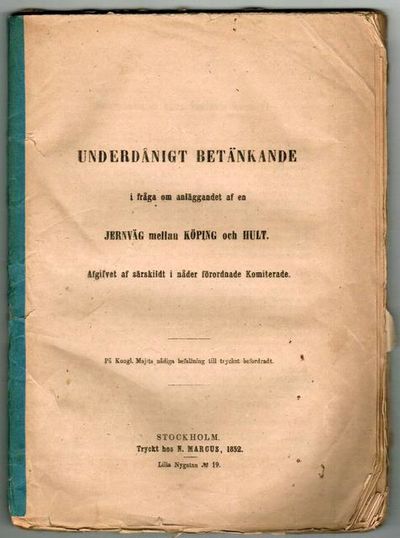 UNDERDÅNIGT BETÄNKANDE
i fråga om anläggandet af en
JERNVÄG mellan KÖPING och HULT.
Afgifvet af särskildt i nåder förordnade Komiterade.
På Kongl. Maj:ts nådiga befallning till trycket befordradt.
STOCKHOLM.
Tryckt hos N. MARCUS, 1852.
Lilla Nygatan № 19.